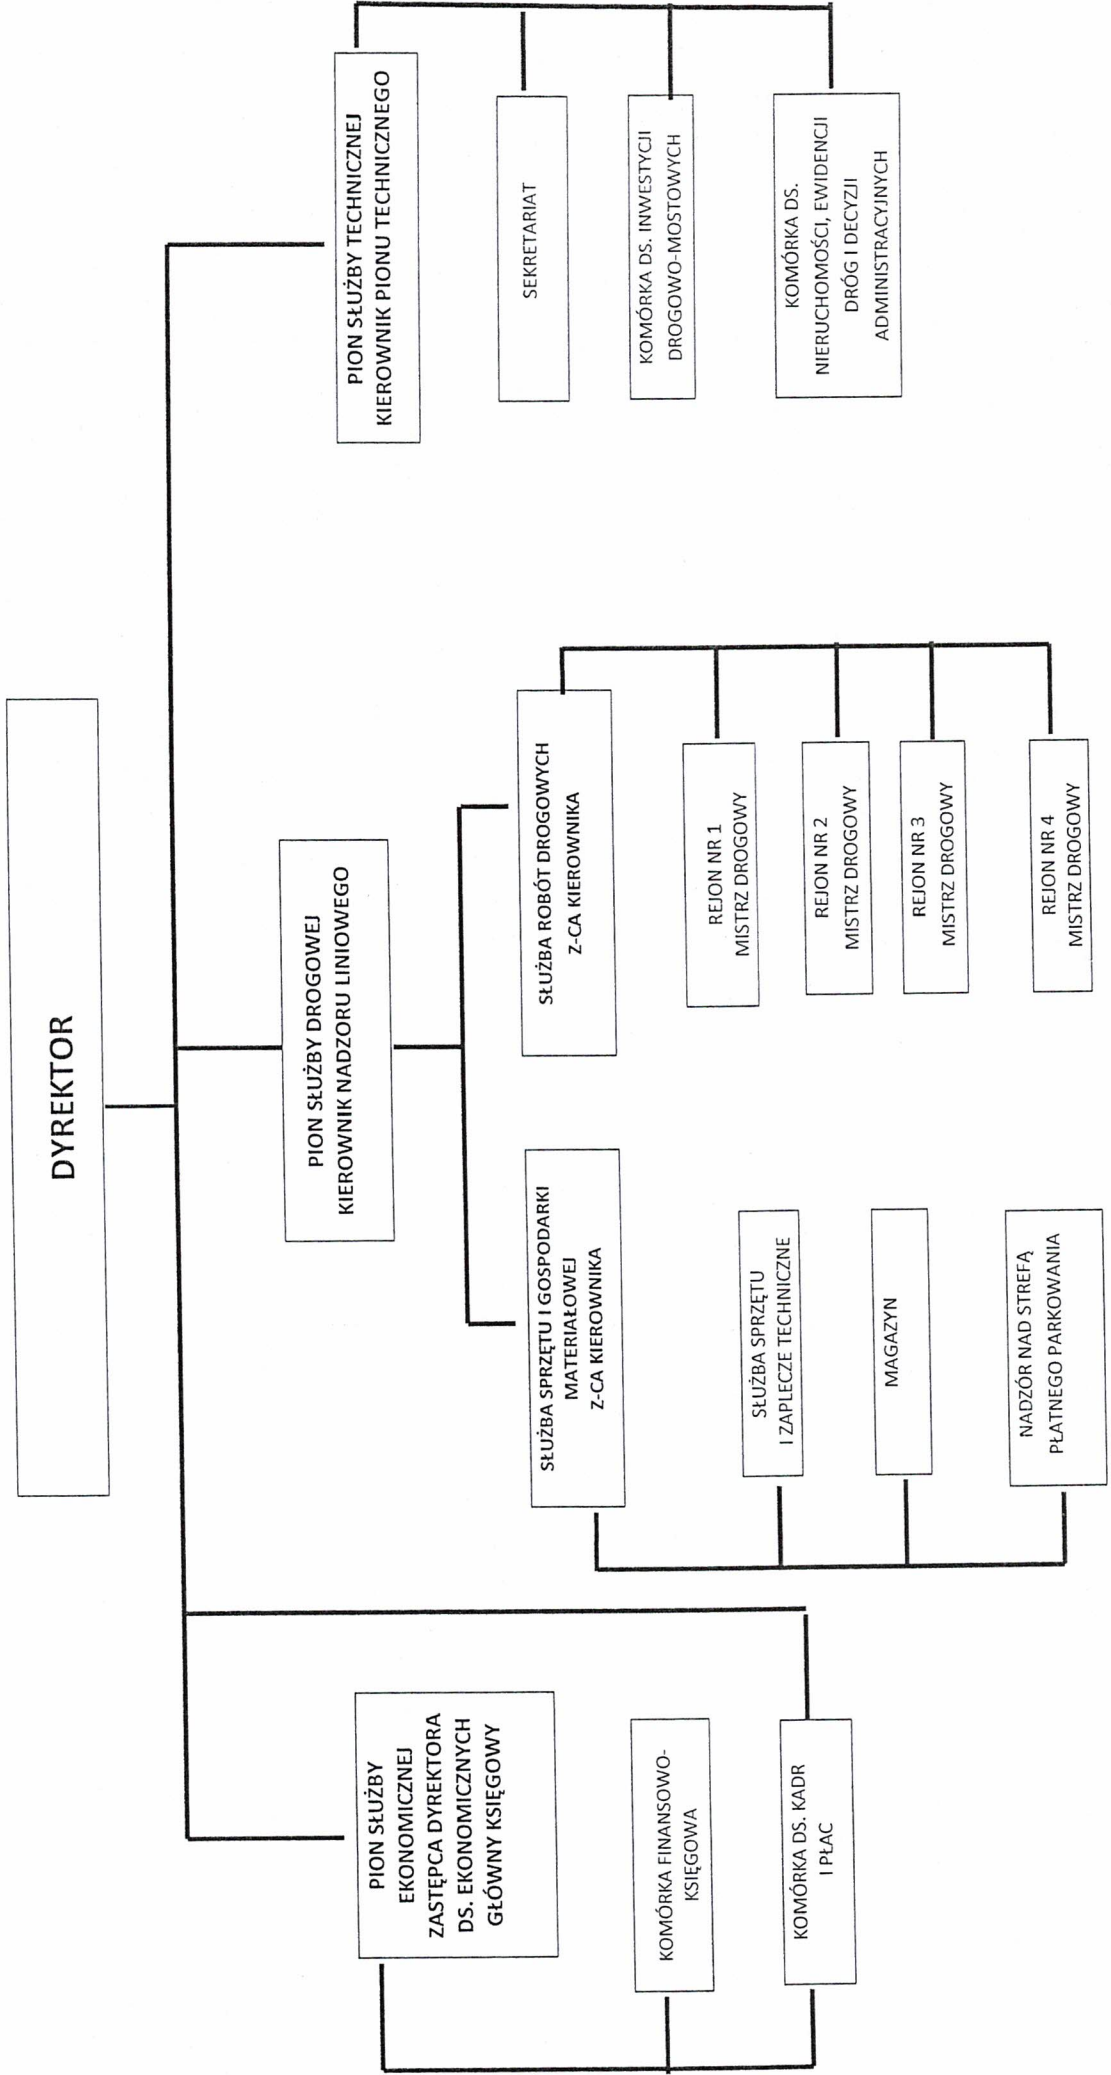 DYREKTOR
PION SŁUŻBY
EKONOMICZNEJ
ZASTĘPCA DYREKTORA
DS. EKONOMICZNYCH
GŁÓWNY KSIĘGOWY
KOMÓRKA FINANSOWO-
KSIĘGOWA
KOMÓRKA DS. KADR
I PŁAC
PION SŁUŻBY DROGOWEJ
KIEROWNIK NADZORU LINIOWEGO
SŁUŻBA SPRZĘTU I GOSPODARKI
MATERIAŁOWEJ
Z-CA KIEROWNIKA
SŁUŻBA SPRZĘTU
I ZAPLECZE TECHNICZNE
MAGAZYN
NADZÓR NAD STREFĄ
PŁATNEGO PARKOWANIA
SŁUŻBA ROBÓT DROGOWYCH
Z-CA KIEROWNIKA
REJON NR 1
MISTRZ DROGOWY
REJON NR 2
MISTRZ DROGOWY
REJON NR 3
MISTRZ DROGOWY
REJON NR 4
MISTRZ DROGOWY
PION SŁUŻBY TECHNICZNEJ
KIEROWNIK PIONU TECHNICZNEGO
SEKRETARIAT
KOMÓRKA DS. INWESTYCJI
DROGOWO-MOSTOWYCH
KOMÓRKA DS.
NIERUCHOMOŚCI, EWIDENCJI
DRÓG I DECYZJI
ADMINISTRACYJNYCH